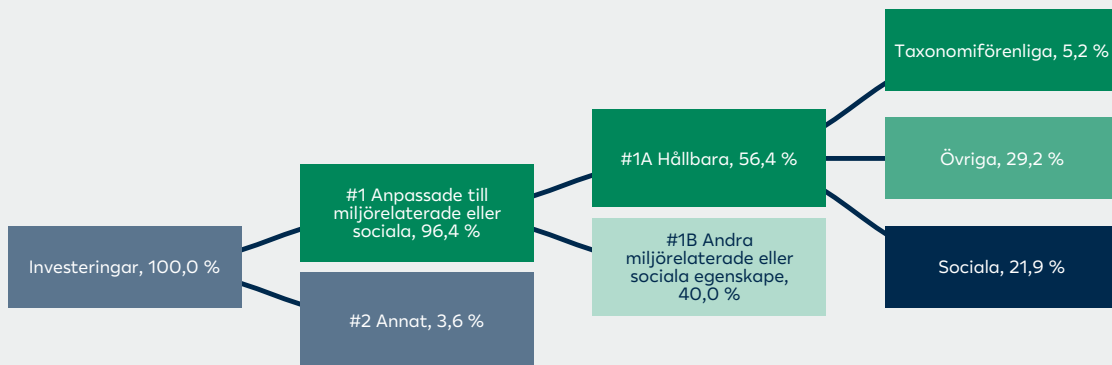 Investeringar, 100,0 %
#1 Anpassade till
miljörelaterade eller
sociala, 96,4 %
#2 Annat, 3,6 %
#1A Hållbara, 56,4 %
#1B Andra
miljörelaterade eller
sociala egenskape,
40,0 %
Taxonomiförenliga, 5,2 %
Övriga, 29,2 %
Sociala, 21,9 %